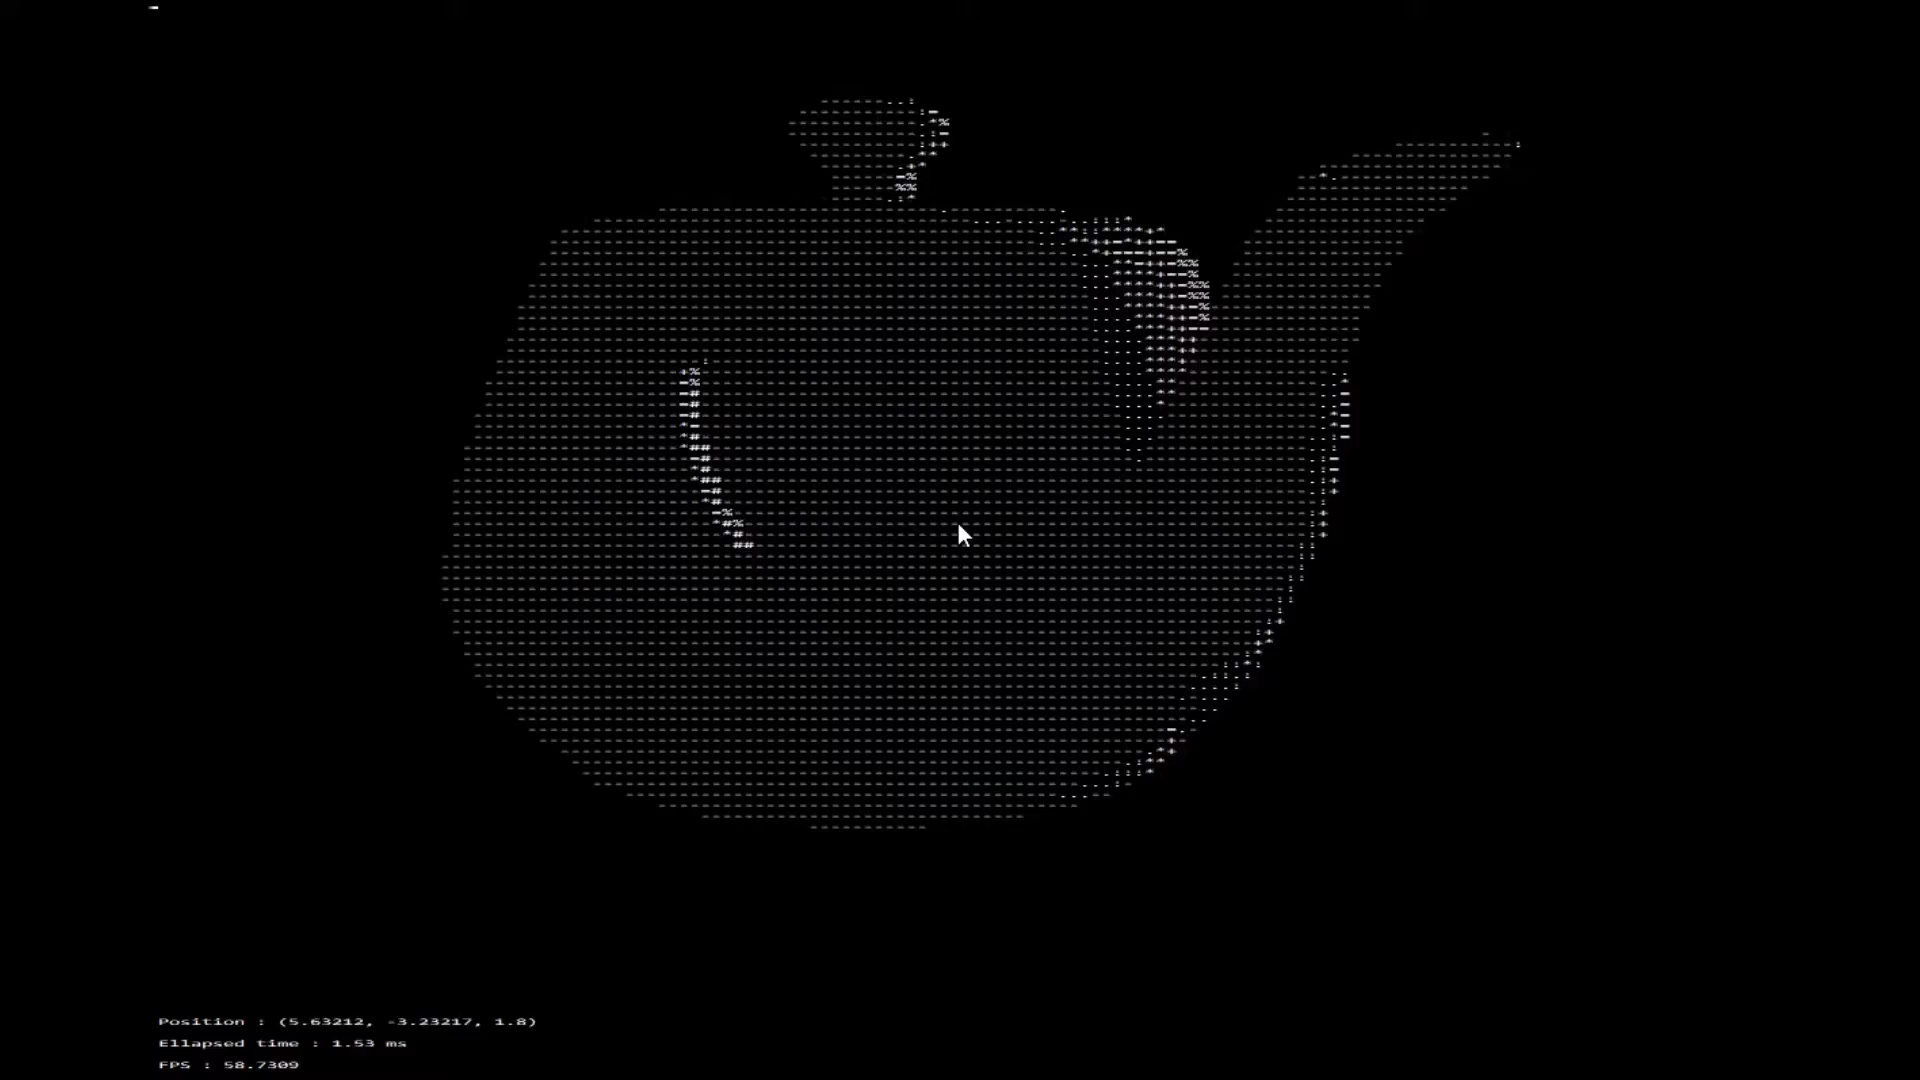 Position : (5.63212, -3.23217, 1.8)
Ellapsed time : 1.53 ms
FPS : 58.7309